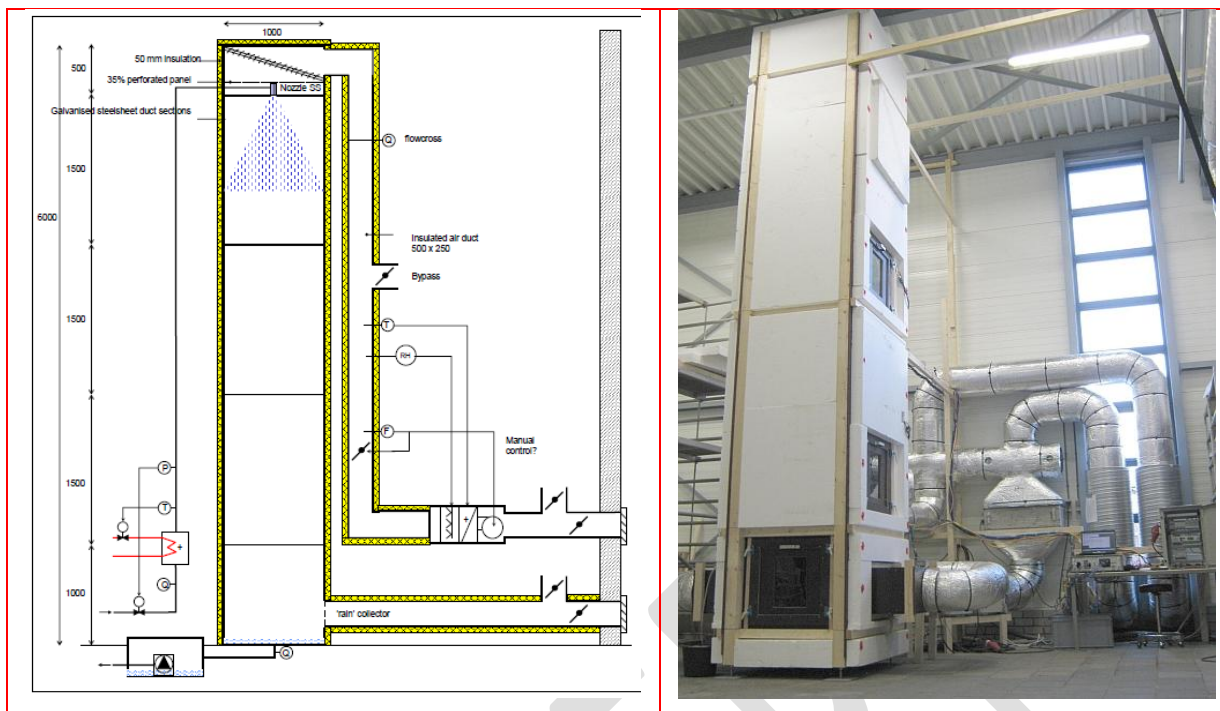 1000
50 mm insulation
500
35% perforated panel
Nozzle SS
Galvanised steelsheet duct sections
Q
flowcross
1500
6000
Insulated air duct
500 x 250
Bypass
T
1500
RH
F
Manual
control?
P
1500
T
+
+
Q
1000
'rain' collector
Q